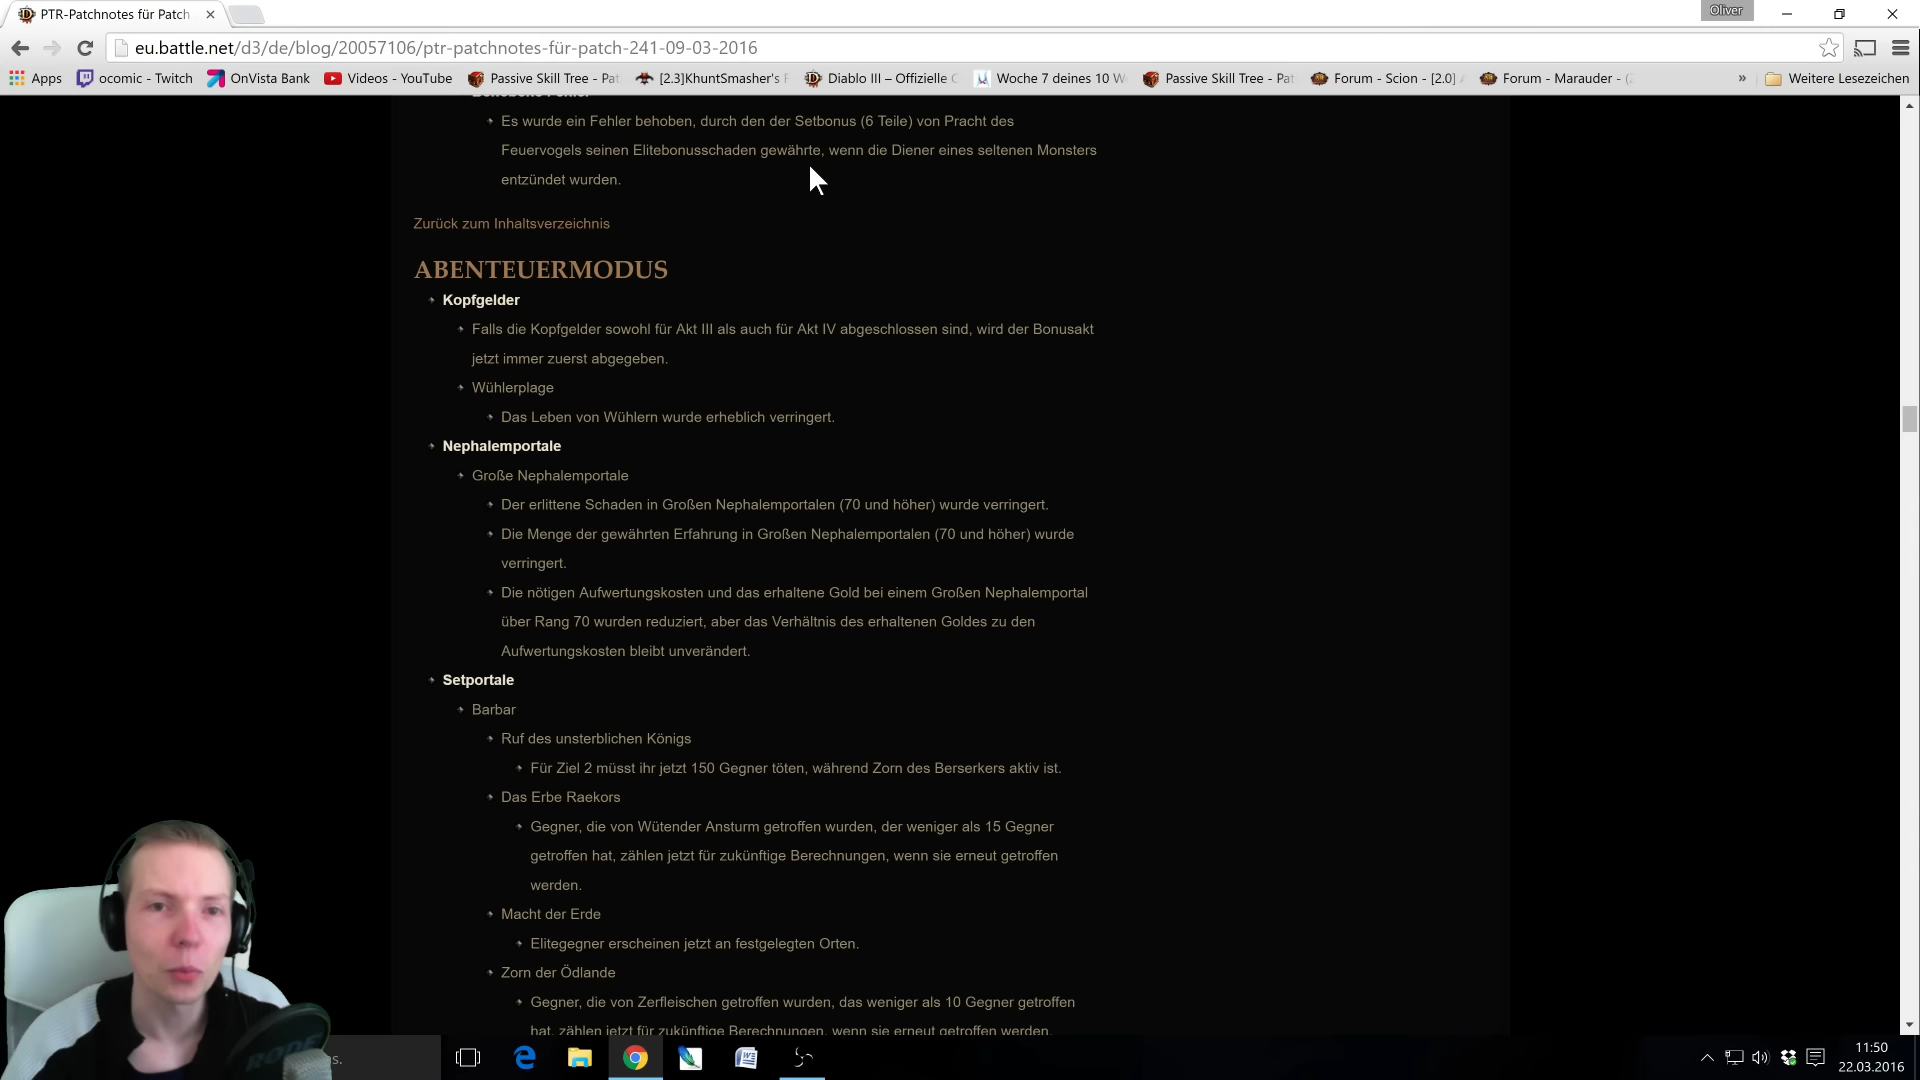 PTR-Patchnotes für Patch
Oliver
eu.battle.net/d3/de/blog/20057106/ptr-patchnotes-für-patch-241-09-03-2016
Apps
ocomic - Twitch
OnVista Bank
Videos - YouTube
Passive Skill Tree - Pat
[2.3]KhuntSmasher's F
Diablo III – Offizielle
Woche 7 deines 10 W
Passive Skill Tree - Pat
Forum - Scion - [2.0]
Forum - Marauder - (
»
Weitere Lesezeichen
Es wurde ein Fehler behoben, durch den der Setbonus (6 Teile) von Pracht des
Feuervogels seinen Elitebonusschaden gewährte, wenn die Diener eines seltenen Monsters
entzündet wurden.
Zurück zum Inhaltsverzeichnis
ABENTEUERMODUS
Kopfgelder
Falls die Kopfgelder sowohl für Akt III als auch für Akt IV abgeschlossen sind, wird der Bonusakt
jetzt immer zuerst abgegeben.
Wühlerplage
Das Leben von Wühlern wurde erheblich verringert.
Nephalemportale
Große Nephalemportale
Der erlittene Schaden in Großen Nephalemportalen (70 und höher) wurde verringert.
Die Menge der gewährten Erfahrung in Großen Nephalemportalen (70 und höher) wurde
verringert.
Die nötigen Aufwertungskosten und das erhaltene Gold bei einem Großen Nephalemportal
über Rang 70 wurden reduziert, aber das Verhältnis des erhaltenen Goldes zu den
Aufwertungskosten bleibt unverändert.
Setportale
Barbar
Ruf des unsterblichen Königs
Für Ziel 2 müsst ihr jetzt 150 Gegner töten, während Zorn des Berserkers aktiv ist.
Das Erbe Raekors
Gegner, die von Wütender Ansturm getroffen wurden, der weniger als 15 Gegner
getroffen hat, zählen jetzt für zukünftige Berechnungen, wenn sie erneut getroffen
werden.
Macht der Erde
Elitegegner erscheinen jetzt an festgelegten Orten.
Zorn der Ödlande
Gegner, die von Zerfleischen getroffen wurden, das weniger als 10 Gegner getroffen
hat, zählen jetzt für zukünftige Berechnungen, wenn sie erneut getroffen werden.
RODE
11:50
22.03.2016